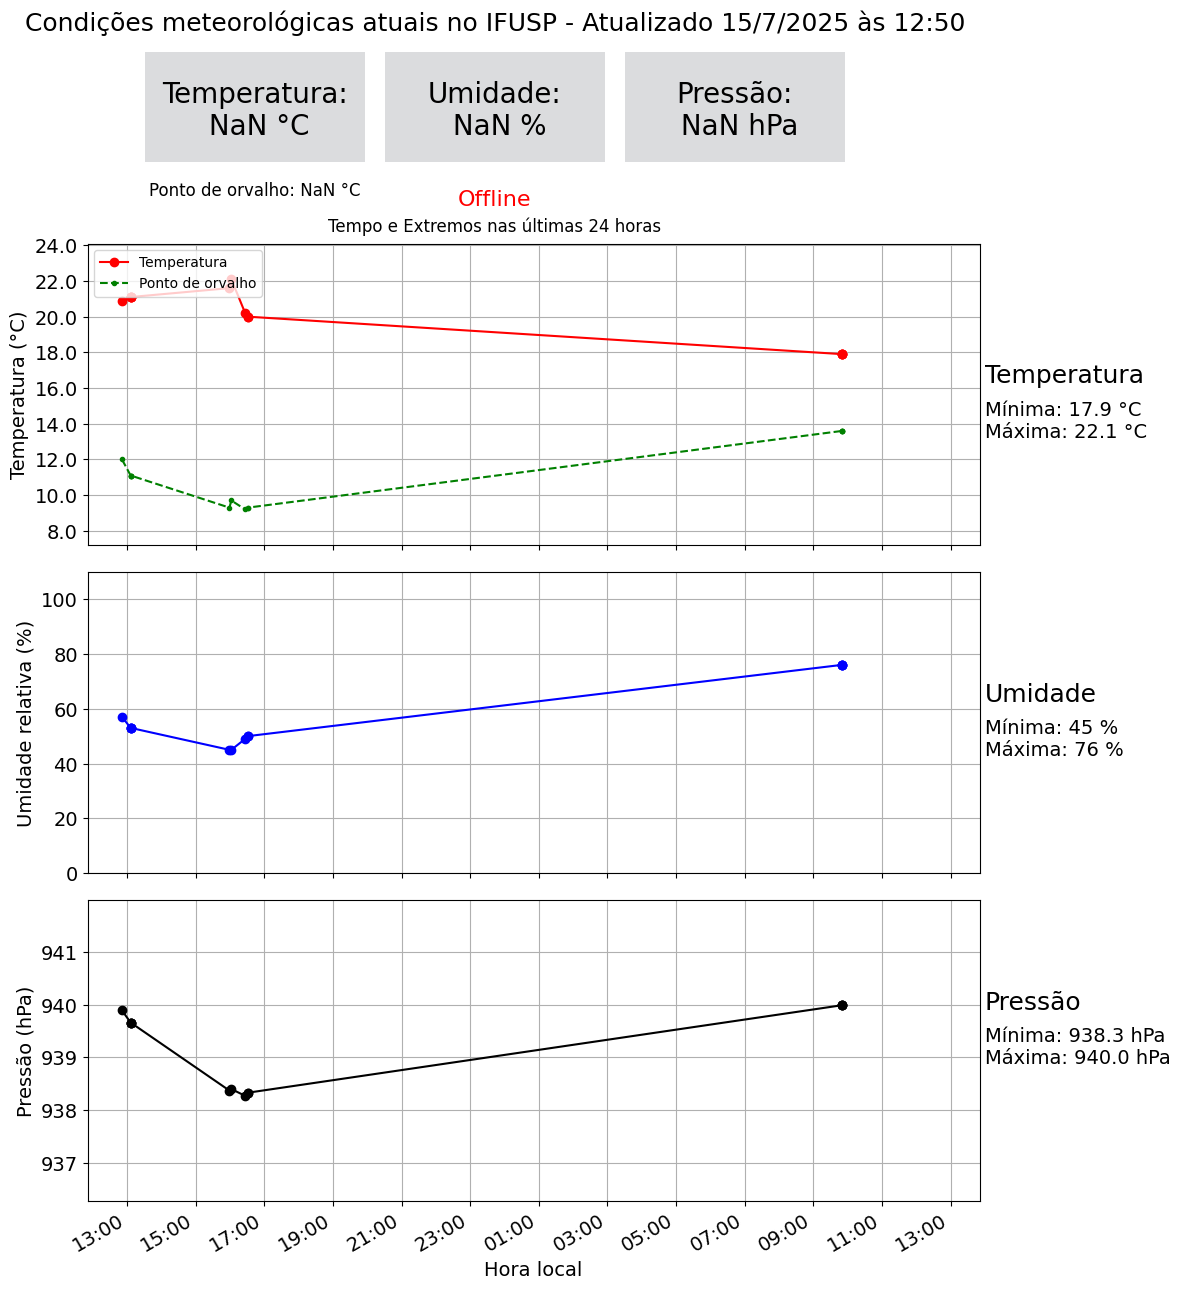 Condições meteorológicas atuais no IFUSP - Atualizado 15/7/2025 às 12:50
Temperatura:
NaN °C
Umidade:
NaN %
Pressão:
NaN hPa
Ponto de orvalho: NaN °C
Offline
Tempo e Extremos nas últimas 24 horas
Temperatura (°C)
24.0
22.0
20.0
18.0
16.0
14.0
12.0
10.0
8.0
Temperatura
Ponto de orvalho
Temperatura
Mínima: 17.9 °C
Máxima: 22.1 °C
Umidade relativa (%)
100
80
60
40
20
0
Umidade
Mínima: 45 %
Máxima: 76 %
Pressão (hPa)
941
940
939
938
937
Pressão
Mínima: 938.3 hPa
Máxima: 940.0 hPa
13:00
15:00
17:00
19:00
21:00
23:00
01:00
03:00
05:00
07:00
09:00
11:00
13:00
Hora local